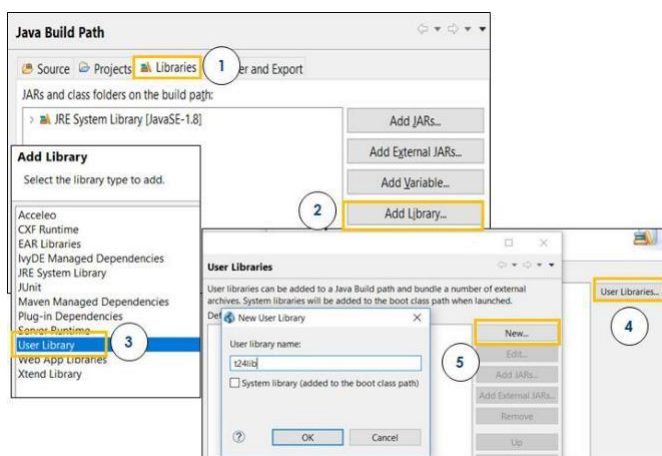 Java Build Path
Source Projects Libraries 1 er and Export
JARs and class folders on the build path:
JRE System Library [JavaSE-1.8]
Add JARs...
Add External JARs...
Add Variable...
2 Add Library...
Add Library
Select the library type to add.
Acceleo
CXF Runtime
EAR Libraries
IvyDE Managed Dependencies
JRE System Library
JUnit
Maven Managed Dependencies
Plug-in Dependencies
Server Runtime
User Library 3
Web App Libraries
Xtend Library
User Libraries
User libraries can be added to a Java Build path and bundle a number of external
archives. System libraries will be added to the boot class path when launched.
Def
New User Library
User library name:
t24lib
System library (added to the boot class path)
OK Cancel
5 New...
Edit...
Add JARs...
Add External JARs...
Remove
Up
User Libraries...
4